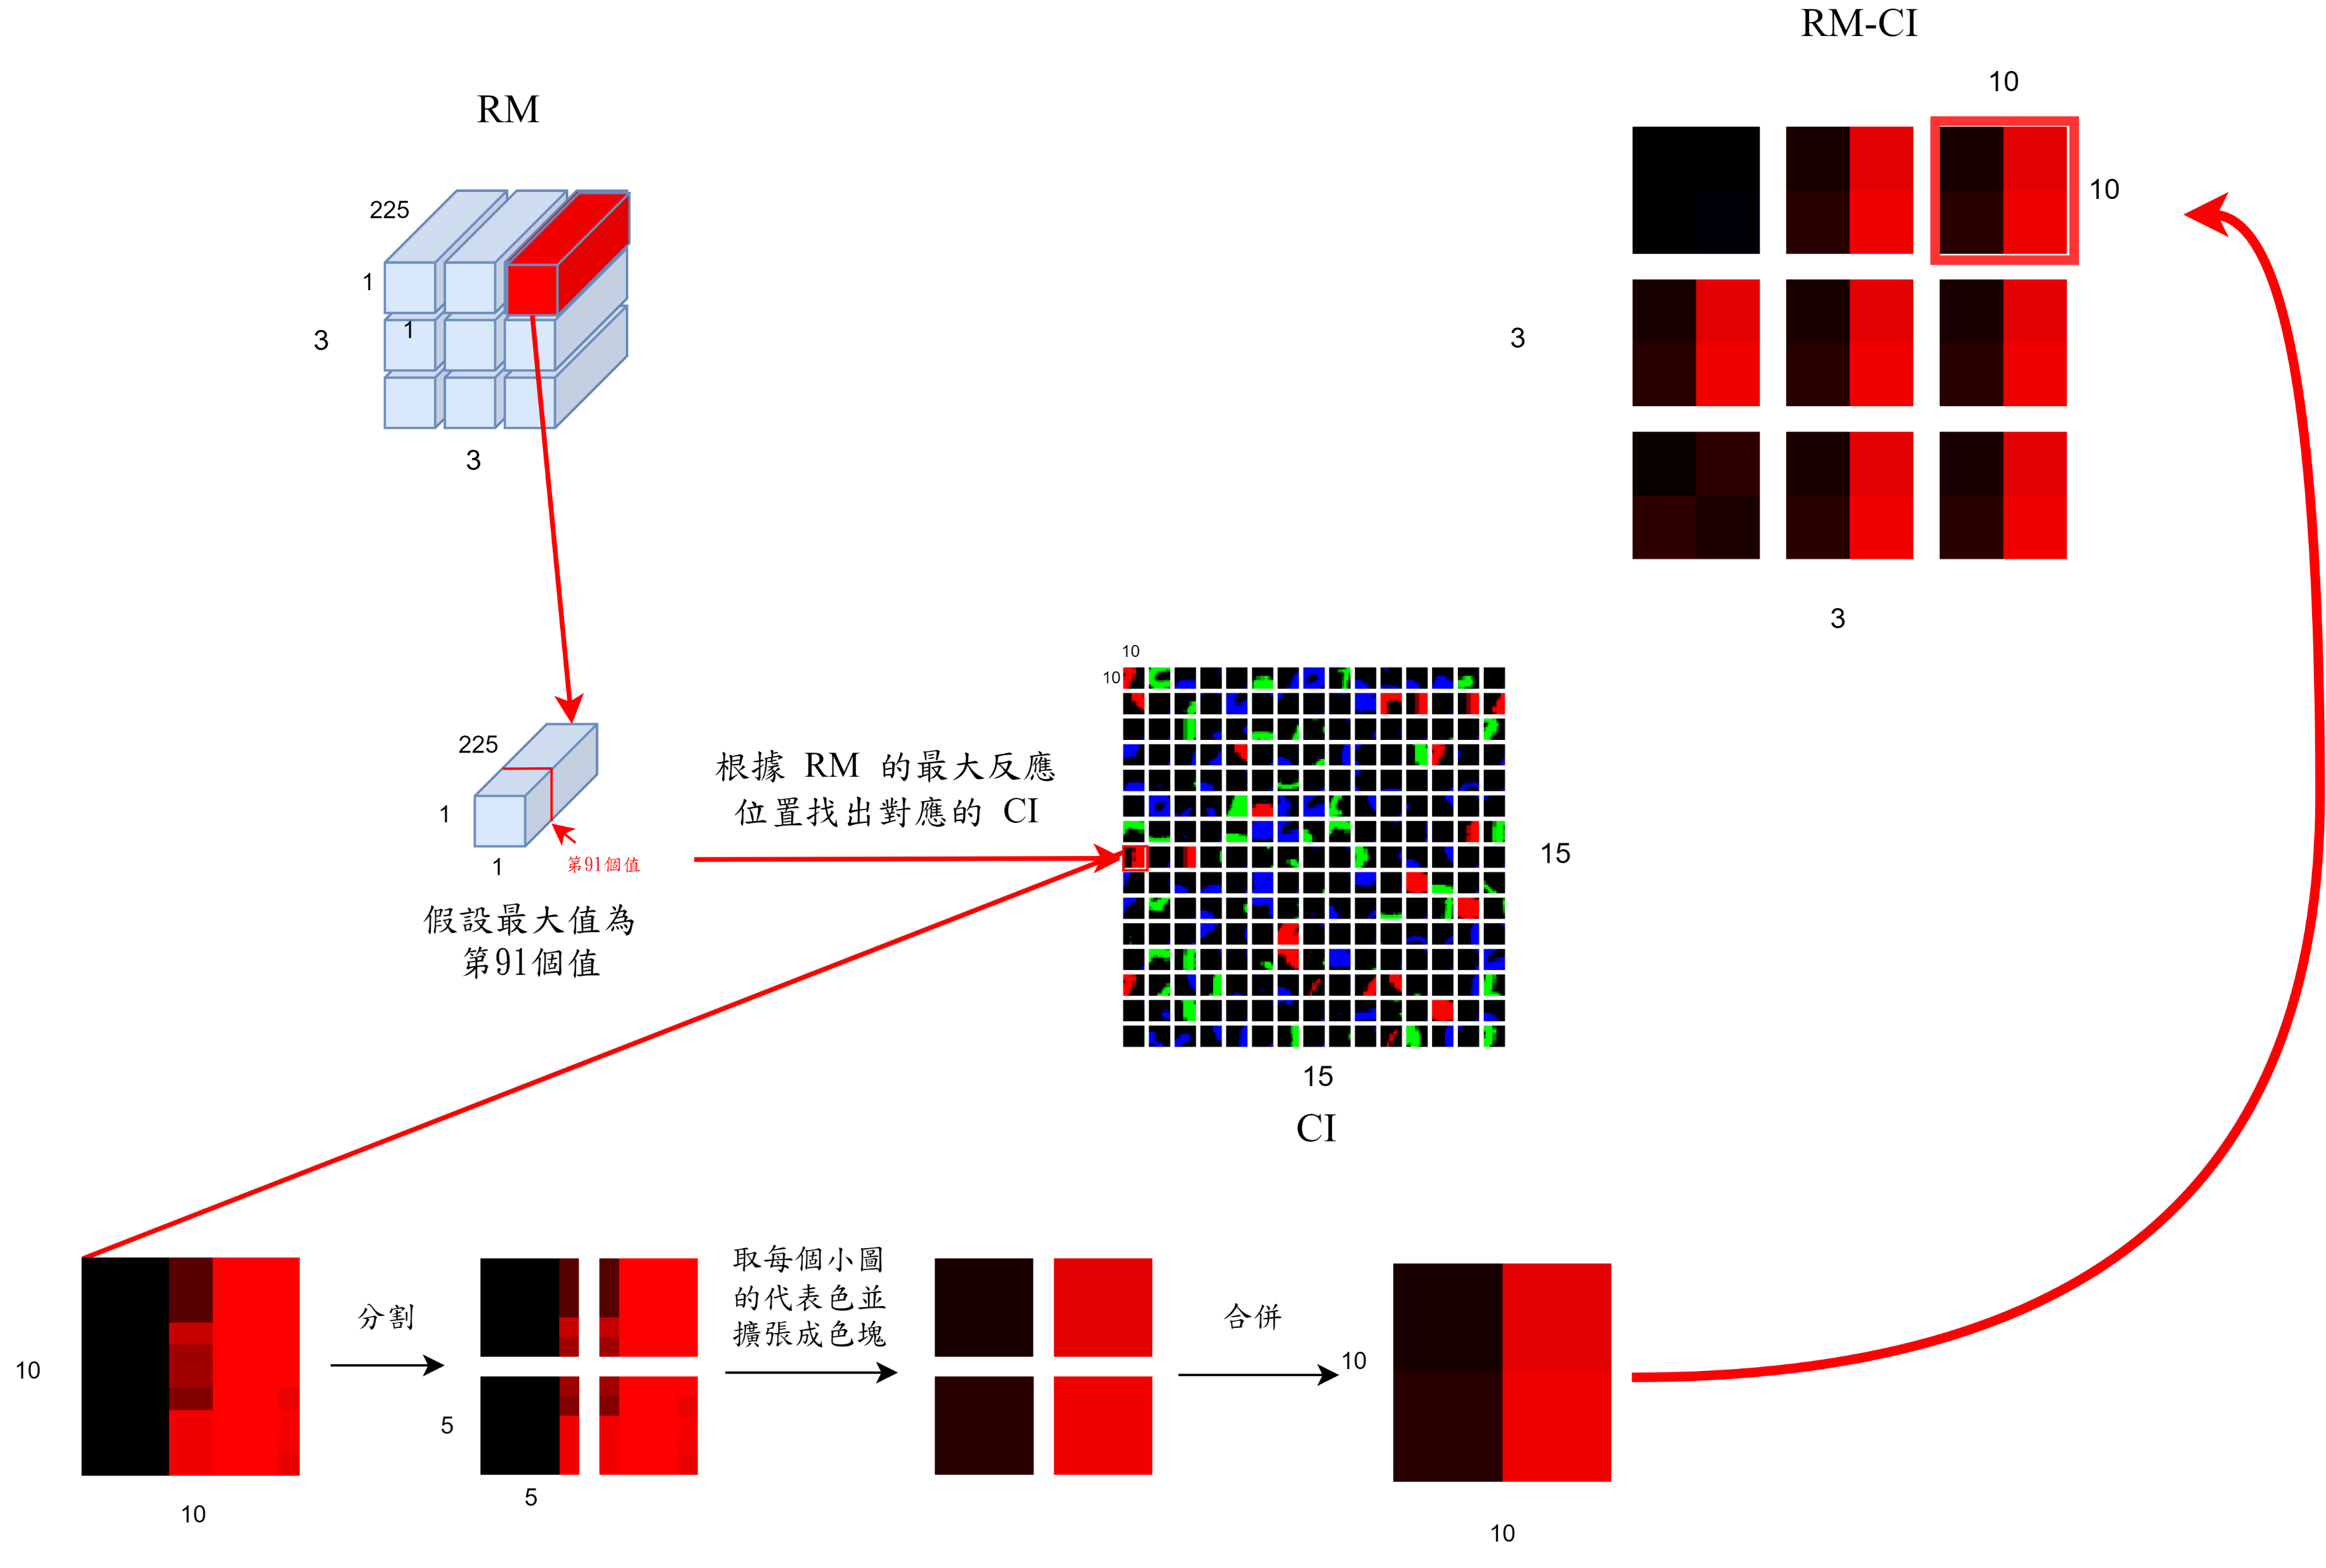 RM-CI
10
RM
10
225
1
1
3
3
3
3
10
10
225
1
1
第91個值
根據 RM 的最大反應
位置找出對應的 CI
假設最大值為
第91個值
15
15
CI
取每個小圖
的代表色並
擴張成色塊
分割
合併
10
10
5
5
10
10